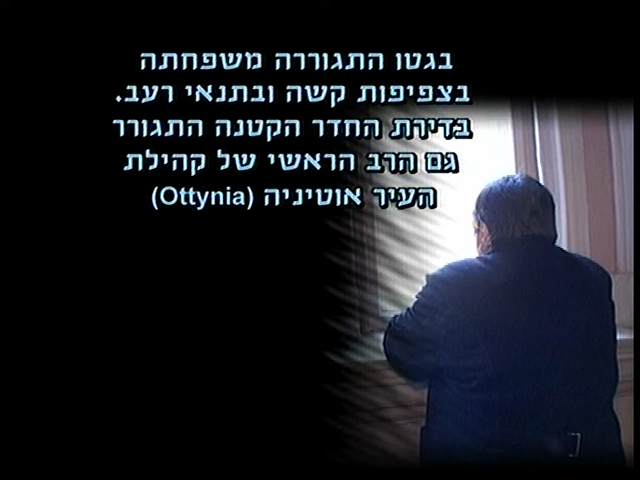 בגטו התגוררה משפחתה
בצפיפות קשה ובתנאי רעב.
בדירת החדר הקטנה התגורר
גם הרב הראשי של קהילת
העיר אוטיניה (Ottynia)